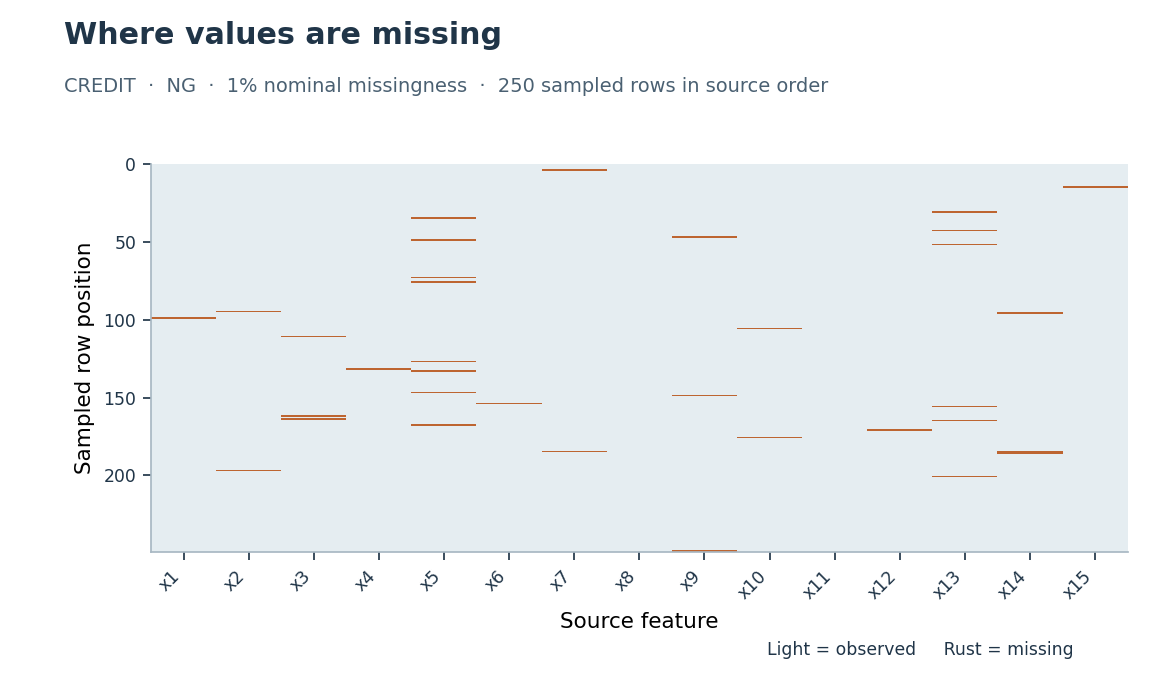 Where values are missing
CREDIT · NG · 1% nominal missingness · 250 sampled rows in source order
0
50
100
150
200
Sampled row position
x1 x2 x3 x4 x5 x6 x7 x8 x9 x10 x11 x12 x13 x14 x15
Source feature
Light = observed Rust = missing